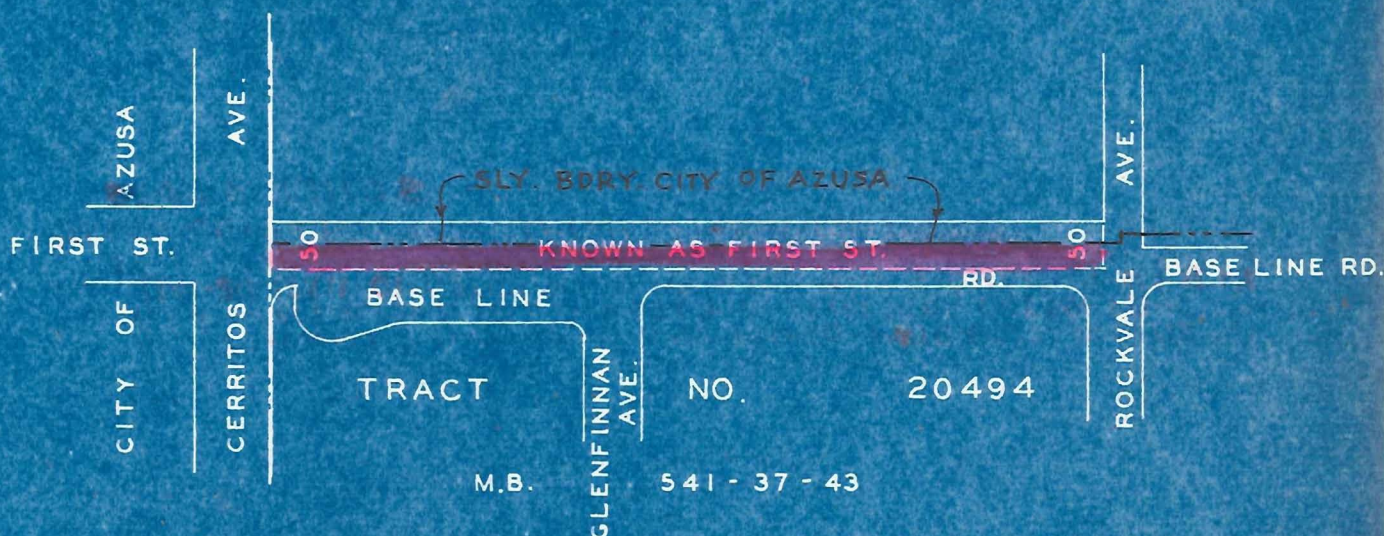 CITY OF AZUSA
CERRITOS AVE.
FIRST ST.
SLY. BDRY. CITY OF AZUSA
50
KNOWN AS FIRST ST.
50
BASE LINE RD.
ROCKVALE AVE.
BASE LINE RD.
GLENFINNAN AVE.
TRACT NO. 20494
M.B. 541-37-43